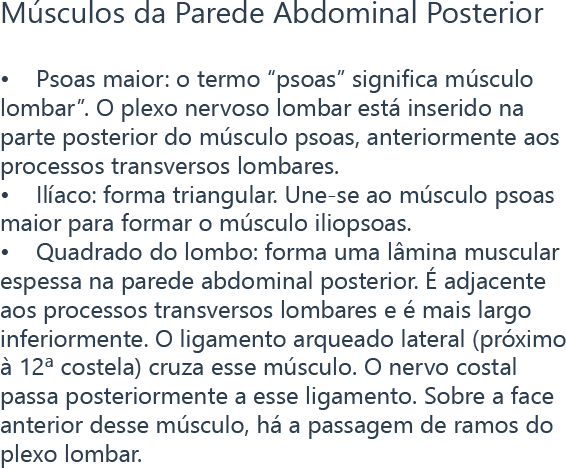 Músculos da Parede Abdominal Posterior
• Psoas maior: o termo “psoas” significa músculo
lombar”. O plexo nervoso lombar está inserido na
parte posterior do músculo psoas, anteriormente aos
processos transversos lombares.
• Ilíaco: forma triangular. Une-se ao músculo psoas
maior para formar o músculo iliopsoas.
• Quadrado do lombo: forma uma lâmina muscular
espessa na parede abdominal posterior. É adjacente
aos processos transversos lombares e é mais largo
inferiormente. O ligamento arqueado lateral (próximo
à 12ª costela) cruza esse músculo. O nervo costal
passa posteriormente a esse ligamento. Sobre a face
anterior desse músculo, há a passagem de ramos do
plexo lombar.